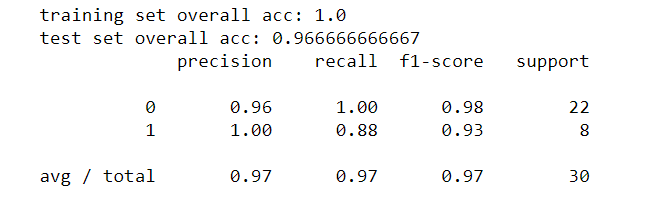 training set overall acc: 1.0
test set overall acc: 0.966666666667
precision recall f1-score support
0 0.96 1.00 0.98 22
1 1.00 0.88 0.93 8
avg / total 0.97 0.97 0.97 30